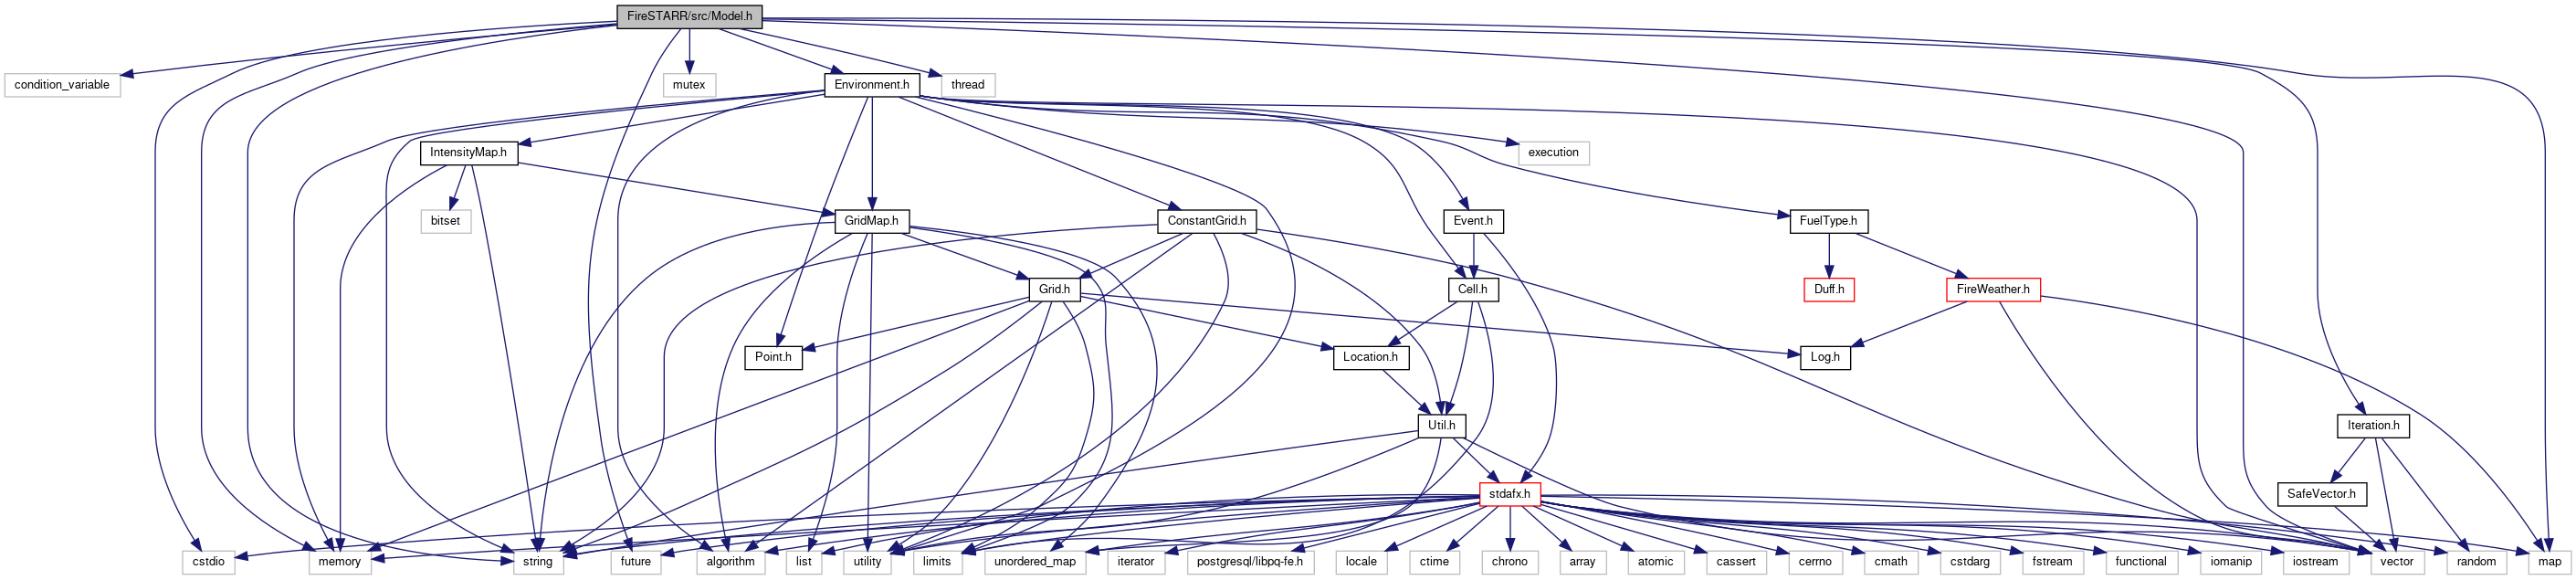 FireSTARR/src/Model.h
condition_variable
mutex
Environment.h
thread
IntensityMap.h
execution
bitset
GridMap.h
ConstantGrid.h
Event.h
FuelType.h
Grid.h
Cell.h
Duff.h
FireWeather.h
Point.h
Location.h
Log.h
Util.h
Iteration.h
stdafx.h
SafeVector.h
cstdio
memory
string
future
algorithm
list
utility
limits
unordered_map
iterator
postgresql/libpq-fe.h
locale
ctime
chrono
array
atomic
cassert
cerrno
cmath
cstdarg
fstream
functional
iomanip
iostream
vector
random
map